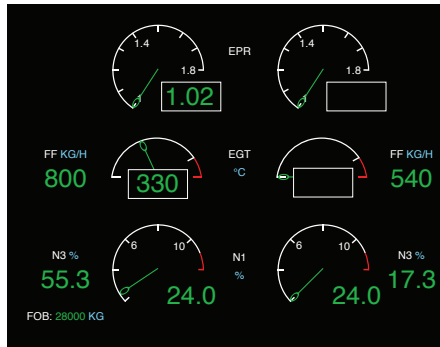 1.4 EPR 1.4
1.8 1.8
1.02
FF KG/H EGT FF KG/H
800 330 °C 540
N3 % 6 10 N1 6 10 N3 %
55.3 24.0 % 24.0 17.3
FOB: 28000 KG